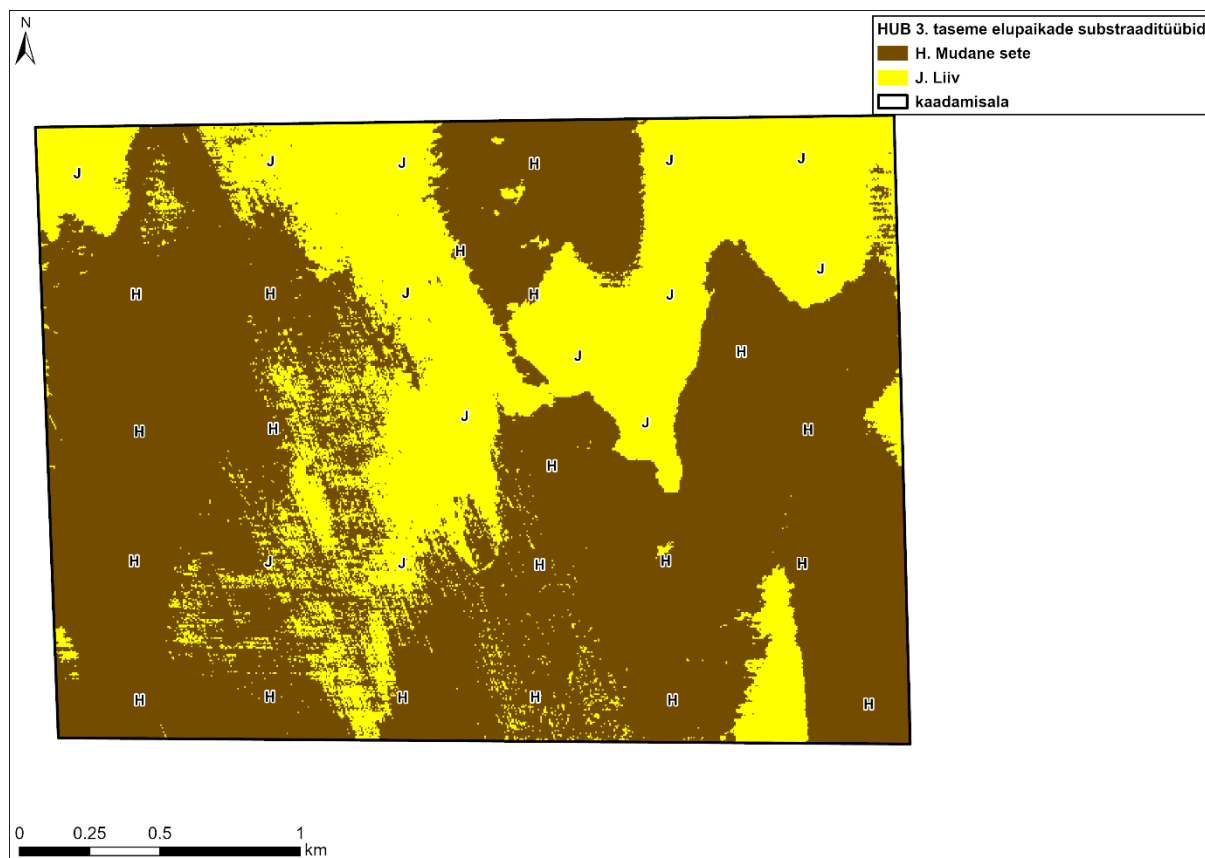 N
HUB 3. taseme elupaikade substraaditüübid
H. Mudane sete
J. Liiv
kaadamisala
J J J H J J
H J
H H J H J
J H
J J
H H H
H
H J J H H H
H H H H H H
0 0.25 0.5 1
km